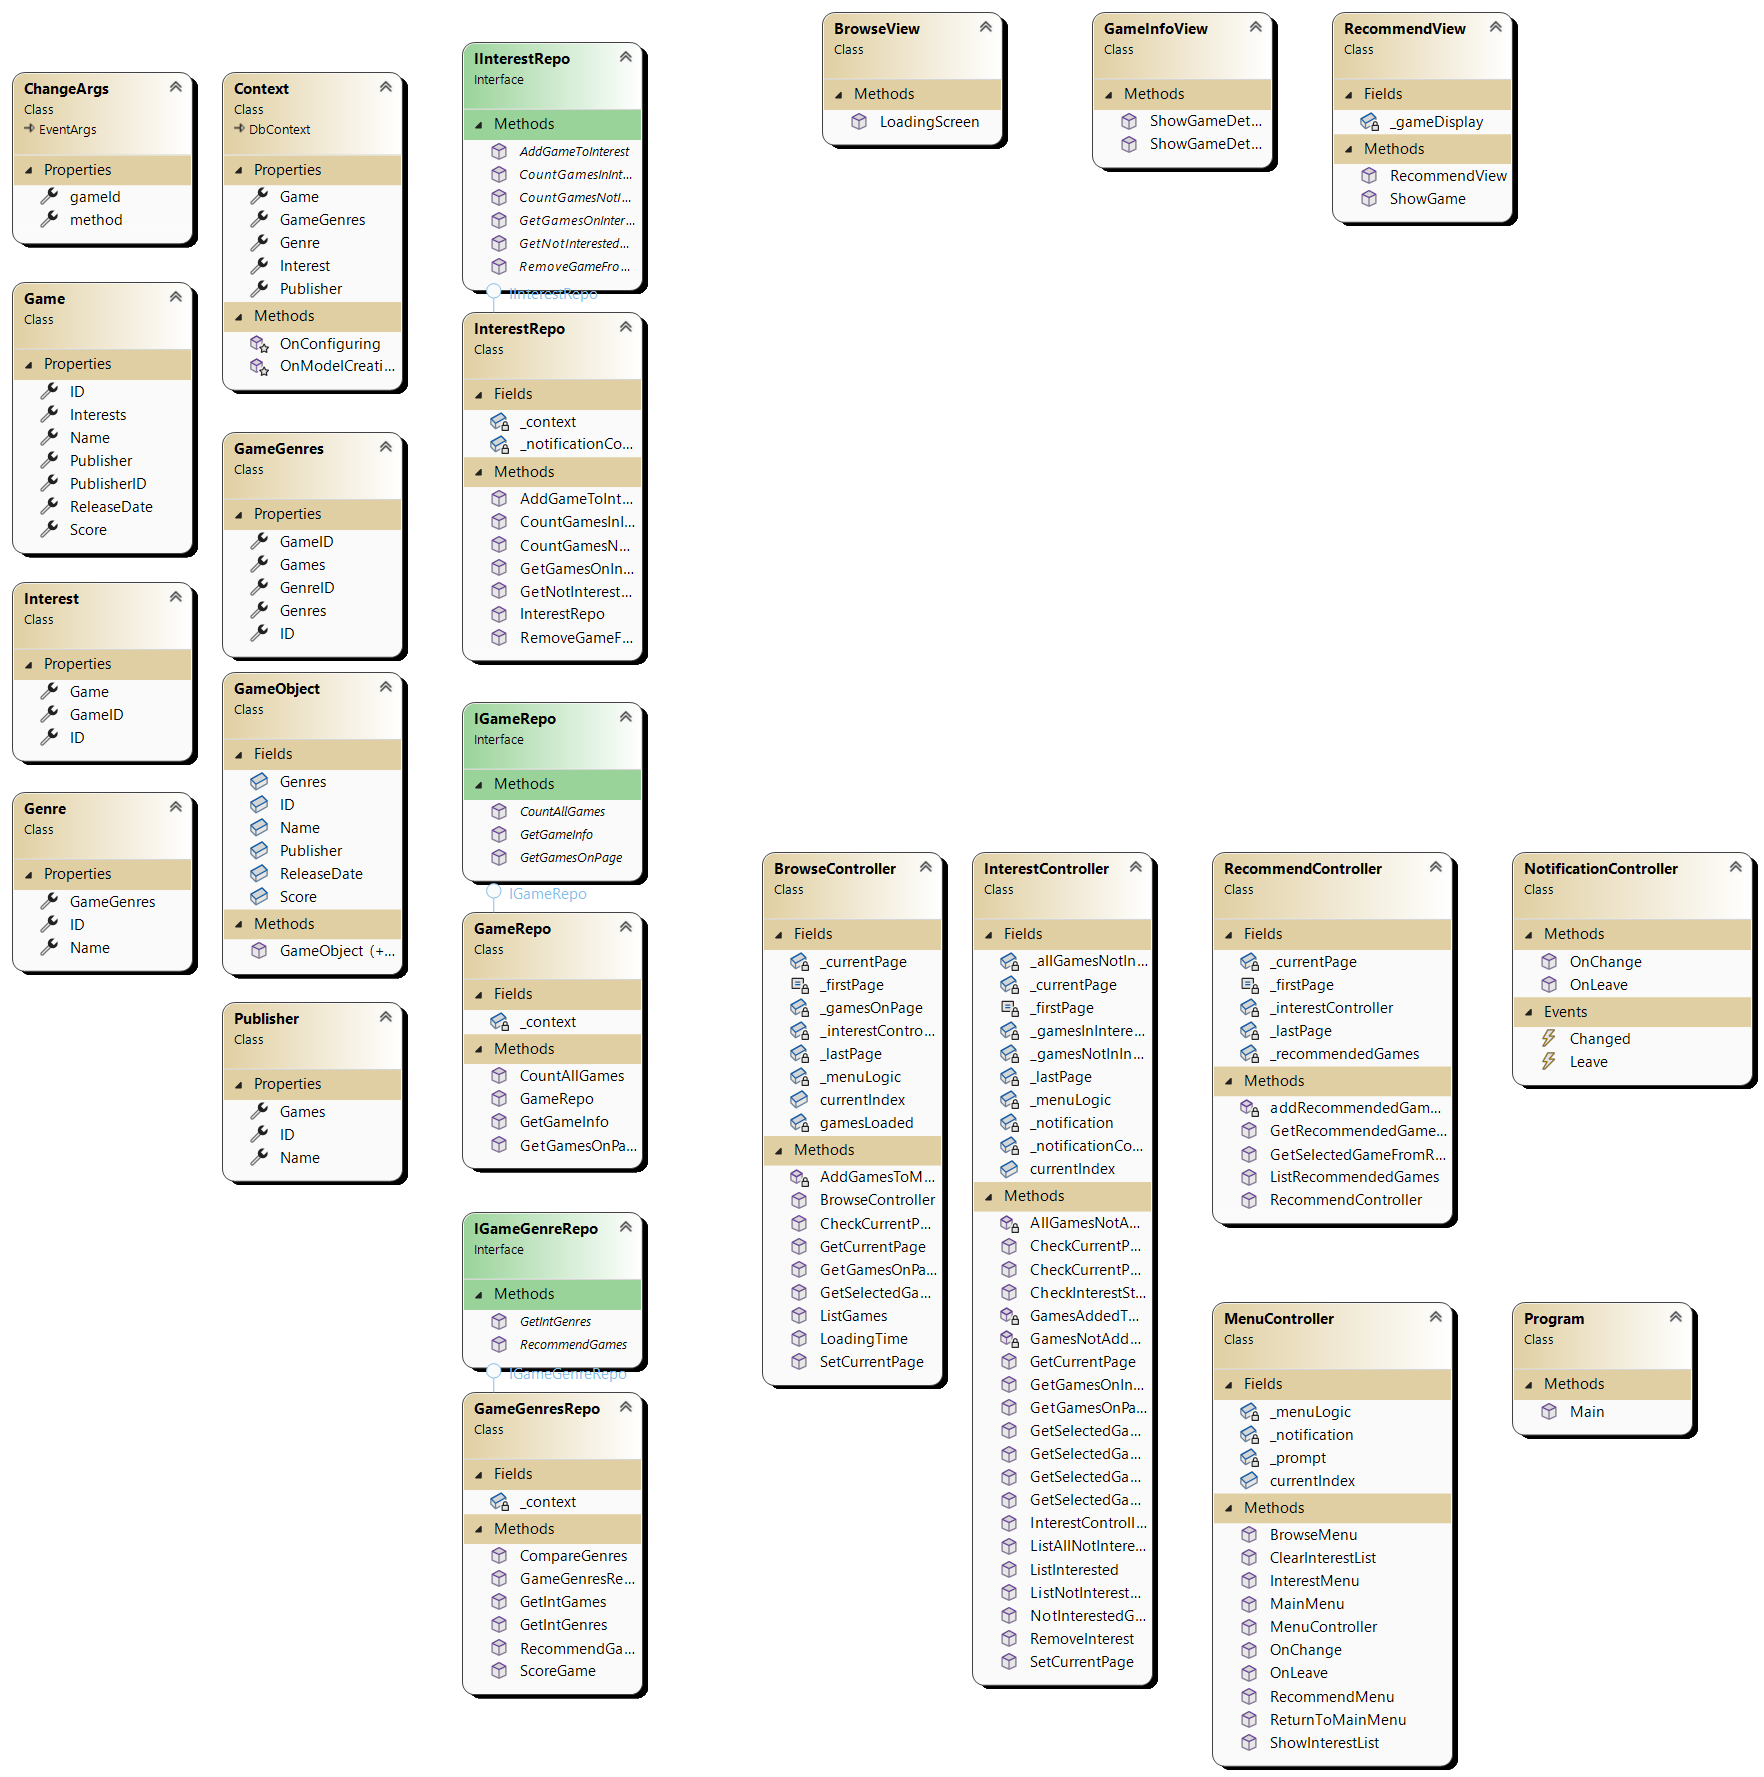 ChangeArgs
Class
EventArgs
Properties
gameId
method
Game
Class
Properties
ID
Interests
Name
Publisher
PublisherID
ReleaseDate
Score
Interest
Class
Properties
Game
GameID
ID
Genre
Class
Properties
GameGenres
ID
Name
Context
Class
DbContext
Properties
Game
GameGenres
Genre
Interest
Publisher
Methods
OnConfiguring
OnModelCreati...
GameGenres
Class
Properties
GameID
Games
GenreID
Genres
ID
GameObject
Class
Fields
Genres
ID
Name
Publisher
ReleaseDate
Score
Methods
GameObject (+...
Publisher
Class
Properties
Games
ID
Name
IInterestRepo
Interface
Methods
AddGameToInterest
CountGamesInInt...
CountGamesNotI...
GetGamesOnInter...
GetNotInterested...
RemoveGameFro...
IInterestRepo
InterestRepo
Class
Fields
_context
_notificationCo...
Methods
AddGameToInt...
CountGamesInI...
CountGamesN...
GetGamesOnIn...
GetNotInterest...
InterestRepo
RemoveGameF...
IGameRepo
Interface
Methods
CountAllGames
GetGameInfo
GetGamesOnPage
IGameRepo
GameRepo
Class
Fields
_context
Methods
CountAllGames
GameRepo
GetGameInfo
GetGamesOnPa...
IGameGenreRepo
Interface
Methods
GetIntGenres
RecommendGames
IGameGenreRepo
GameGenresRepo
Class
Fields
_context
Methods
CompareGenres
GameGenresRe...
GetIntGames
GetIntGenres
RecommendGa...
ScoreGame
BrowseView
Class
Methods
LoadingScreen
GameInfoView
Class
Methods
ShowGameDet...
ShowGameDet...
RecommendView
Class
Fields
_gameDisplay
Methods
RecommendView
ShowGame
BrowseController
Class
Fields
_currentPage
_firstPage
_gamesOnPage
_interestContro...
_lastPage
_menuLogic
currentIndex
gamesLoaded
Methods
AddGamesToM...
BrowseController
CheckCurrentP...
GetCurrentPage
GetGamesOnPa...
GetSelectedGa...
ListGames
LoadingTime
SetCurrentPage
InterestController
Class
Fields
_allGamesNotIn...
_currentPage
_firstPage
_gamesInIntere...
_gamesNotInIn...
_lastPage
_menuLogic
_notification
_notificationCo...
currentIndex
Methods
AllGamesNotA...
CheckCurrentP...
CheckCurrentP...
CheckInterestSt...
GamesAddedT...
GamesNotAdd...
GetCurrentPage
GetGamesOnIn...
GetGamesOnPa...
GetSelectedGa...
GetSelectedGa...
GetSelectedGa...
GetSelectedGa...
InterestControll...
ListAllNotIntere...
ListInterested
ListNotInterest...
NotInterestedG...
RemoveInterest
SetCurrentPage
RecommendController
Class
Fields
_currentPage
_firstPage
_interestController
_lastPage
_recommendedGames
Methods
addRecommendedGam...
GetRecommendedGame...
GetSelectedGameFromR...
ListRecommendedGames
RecommendController
NotificationController
Class
Methods
OnChange
OnLeave
Events
Changed
Leave
MenuController
Class
Fields
_menuLogic
_notification
_prompt
currentIndex
Methods
BrowseMenu
ClearInterestList
InterestMenu
MainMenu
MenuController
OnChange
OnLeave
RecommendMenu
ReturnToMainMenu
ShowInterestList
Program
Class
Methods
Main